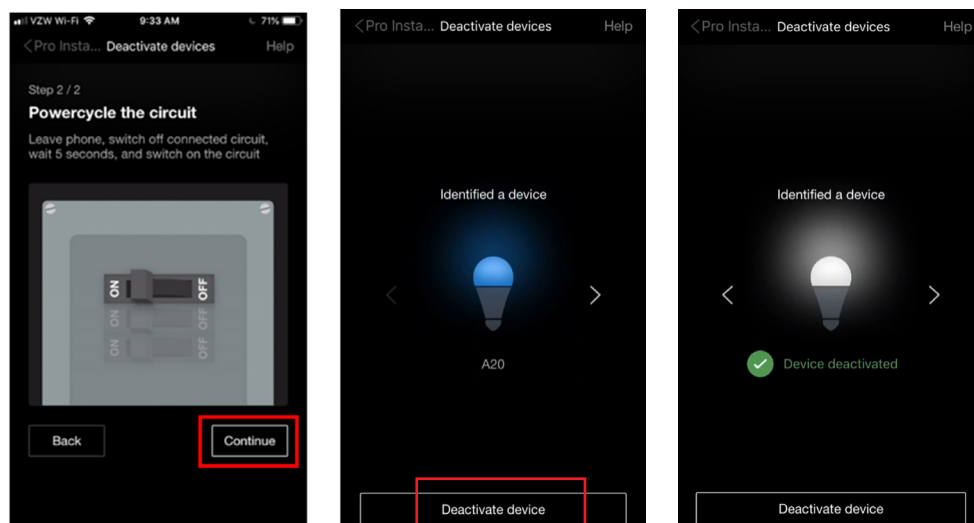 VZW Wi-Fi 9:33 AM 71%
Pro Insta... Deactivate devices Help
Step 2 / 2
Powercycle the circuit
Leave phone, switch off connected circuit,
wait 5 seconds, and switch on the circuit
ON OFF
ON OFF
ON OFF
Back Continue
Pro Insta... Deactivate devices Help
Identified a device
A20
Deactivate device
Pro Insta... Deactivate devices Help
Identified a device
Device deactivated
Deactivate device